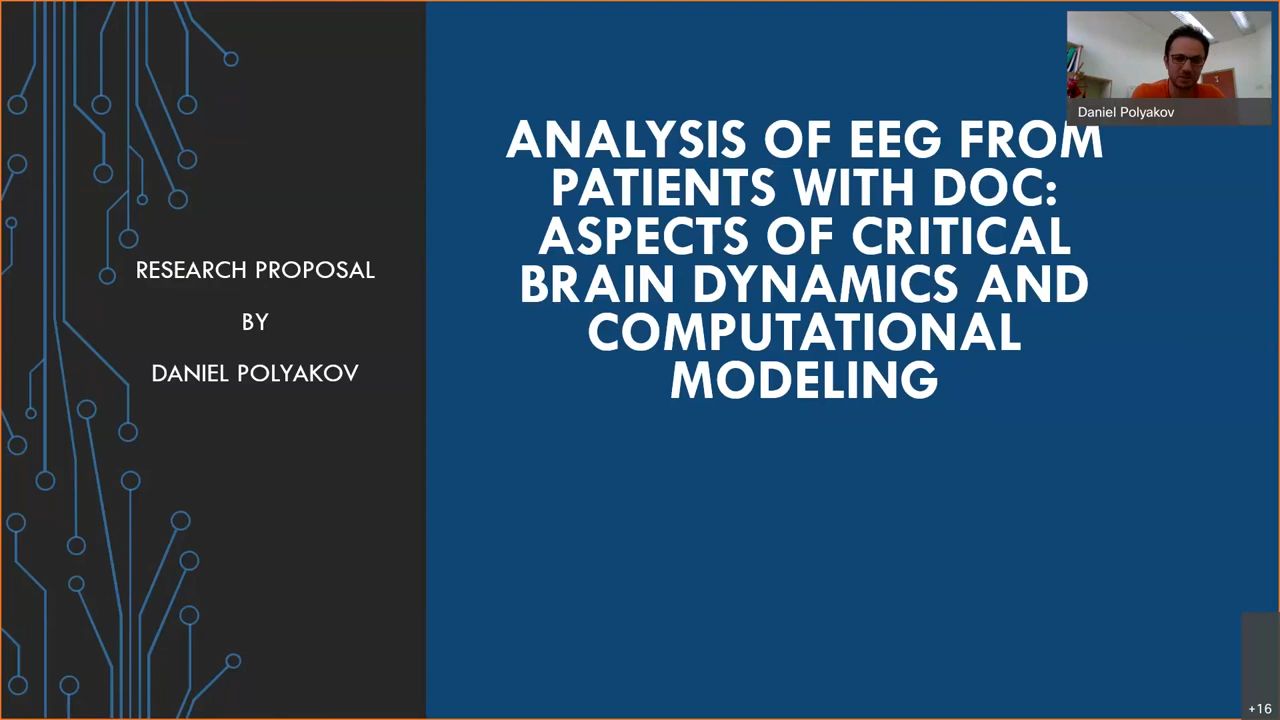 RESEARCH PROPOSAL
BY
DANIEL POLYAKOV
ANALYSIS OF EEG FROM
PATIENTS WITH DOC:
ASPECTS OF CRITICAL
BRAIN DYNAMICS AND
COMPUTATIONAL
MODELING
Daniel Polyakov
+16